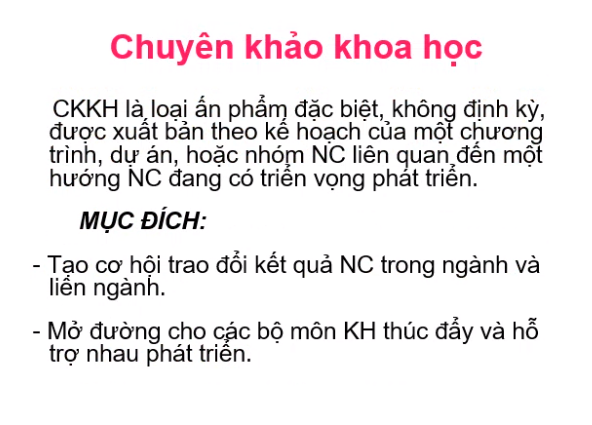 Chuyên khảo khoa học
CKKH là loại ấn phẩm đặc biệt, không định kỳ,
được xuất bản theo kế hoạch của một chương
trình, dự án, hoặc nhóm NC liên quan đến một
hướng NC đang có triển vọng phát triển.
MỤC ĐÍCH:
- Tạo cơ hội trao đổi kết quả NC trong ngành và
liên ngành.
- Mở đường cho các bộ môn KH thúc đẩy và hỗ
trợ nhau phát triển.